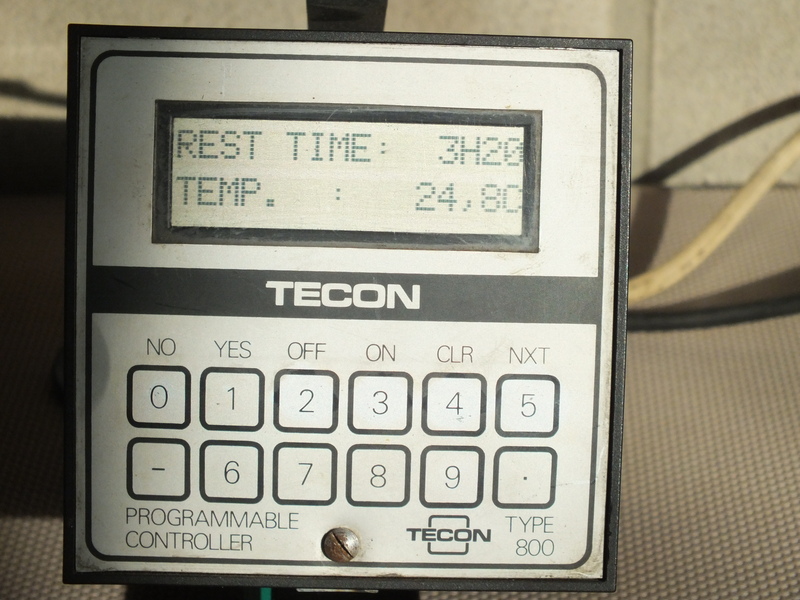 REST TIME: 3H20
TEMP. : 24,8C
TECON
NO YES OFF ON CLR NXT
0 1 2 3 4 5
- 6 7 8 9 .
PROGRAMMABLE
CONTROLLER
TECON
TYPE
800